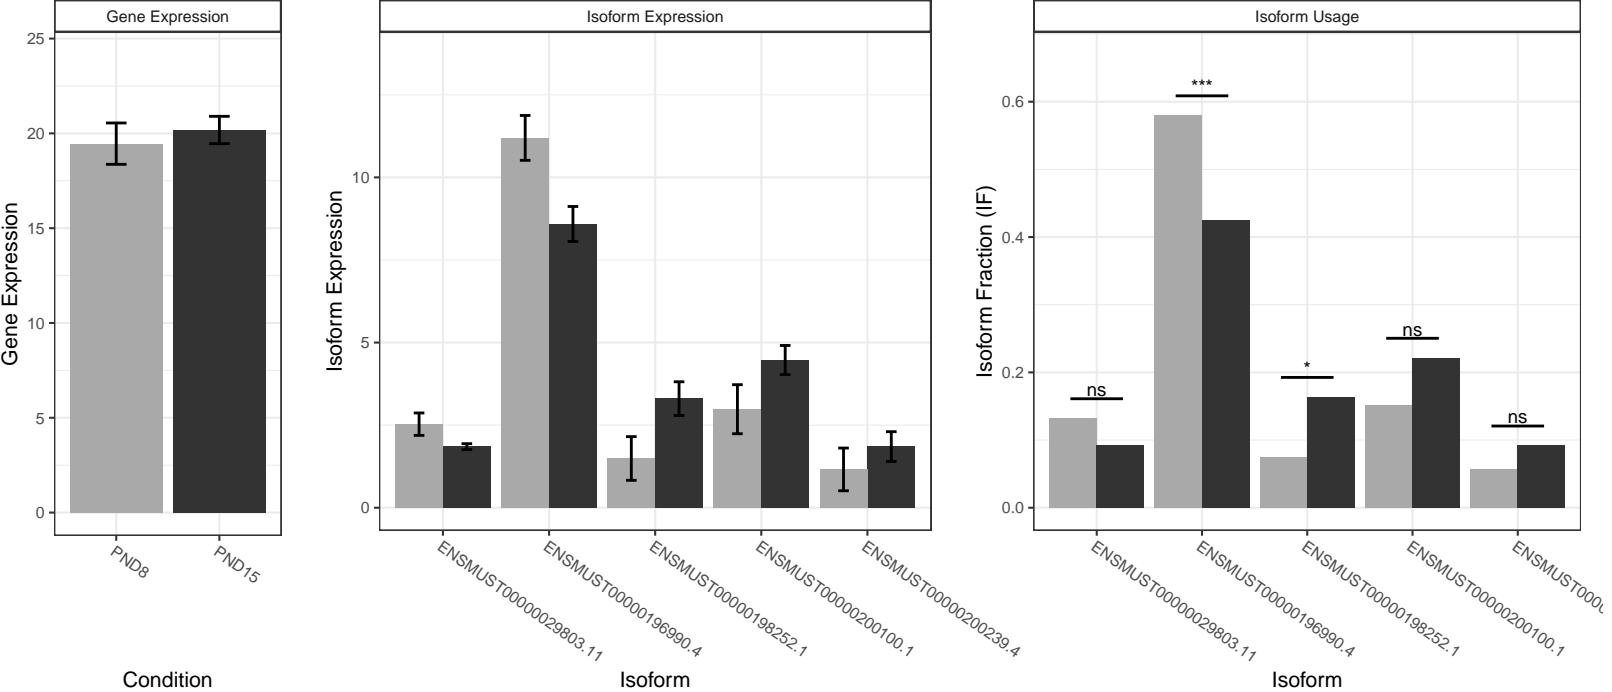 Gene Expression
Isoform Expression
Isoform Usage
Gene Expression
25
20
15
10
5
0
PND8
PND15
Condition
Isoform Expression
10
5
0
ENSMUST00000029803.11
ENSMUST00000196990.4
ENSMUST00000198252.1
ENSMUST00000200100.1
ENSMUST00000200239.4
Isoform
Isoform Fraction (IF)
0.6
0.4
0.2
0.0
ns
***
*
ns
ns
ENSMUST00000029803.11
ENSMUST00000196990.4
ENSMUST00000198252.1
ENSMUST00000200100.1
Isoform